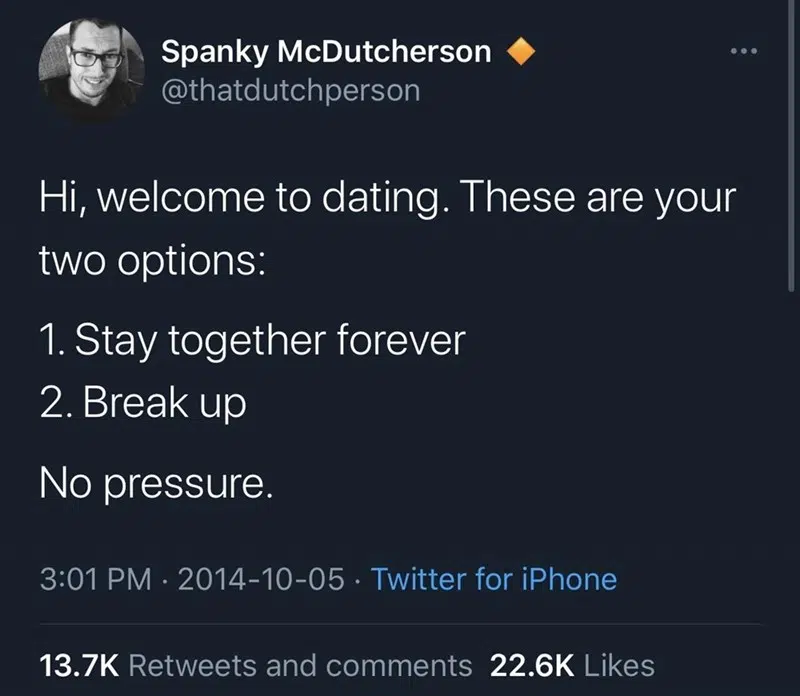 Spanky McDutcherson 🔶
@thatdutchperson
Hi, welcome to dating. These are your
two options:
1. Stay together forever
2. Break up
No pressure.
3:01 PM · 2014-10-05 · Twitter for iPhone
13.7K Retweets and comments 22.6K Likes